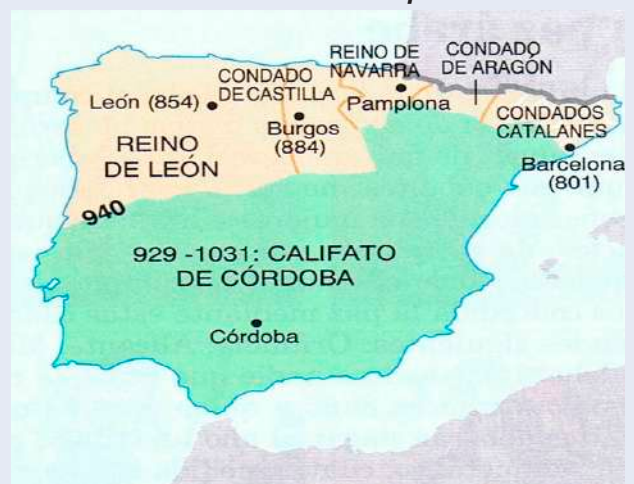 REINO DE
NAVARRA
CONDADO
DE ARAGÓN
CONDADO
DE CASTILLA
León (854)
Pamplona
Burgos
(884)
CONDADOS
CATALANES
REINO
DE LEÓN
Barcelona
(801)
940
929 -1031: CALIFATO
DE CÓRDOBA
Córdoba